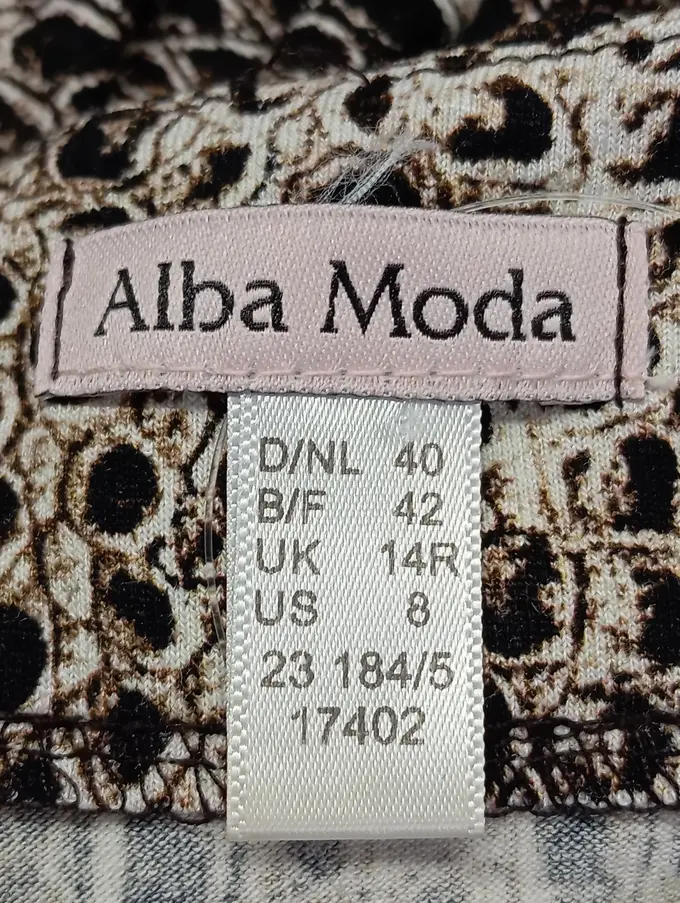 Alba Moda
D/NL 40
B/F 42
UK 14R
US 8
23 184/5
17402